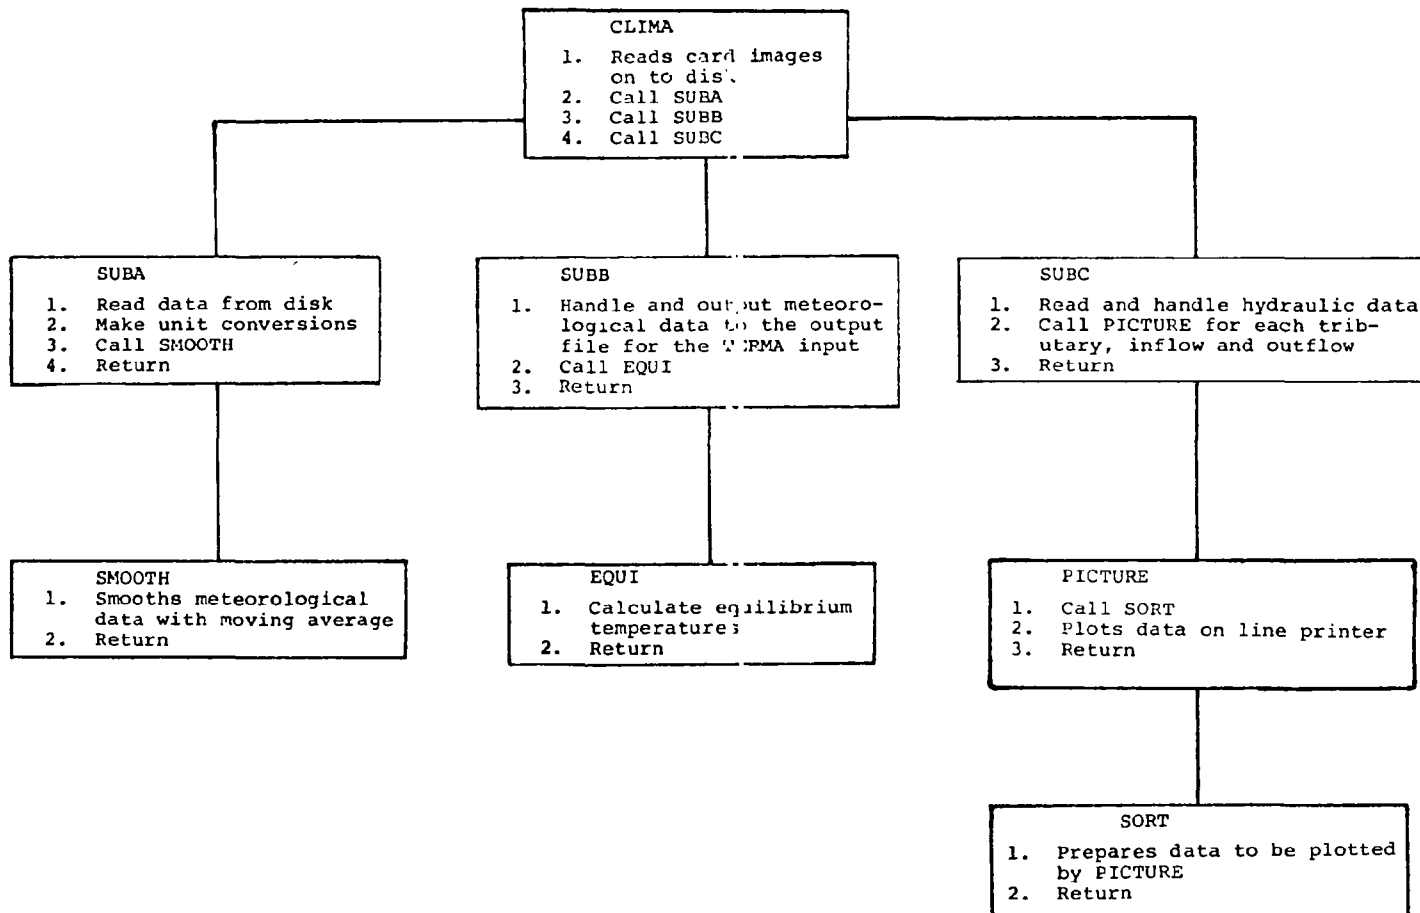 CLIMA
1. Reads card images
on to
2. Call SUBA
3. Call SUBB
4. Call SUBC
SUBA
1. Read data from disk
2. Make unit conversions
3. Call SMOOTH
4. Return
SUBB
1. Handle and output meteoro-
logical data to the output
file for the input
2. Call EQUI
3. Return
SUBC
1. Read and handle hydraulic data
2. Call PICTURE for each trib-
utary, inflow and outflow
3. Return
SMOOTH
1. Smooths meteorological
data with moving average
2. Return
EQUI
1. Calculate equilibrium
temperatures
2. Return
PICTURE
1. Call SORT
2. Plots data on line printer
3. Return
SORT
1. Prepares data to be plotted
by PICTURE
2. Return